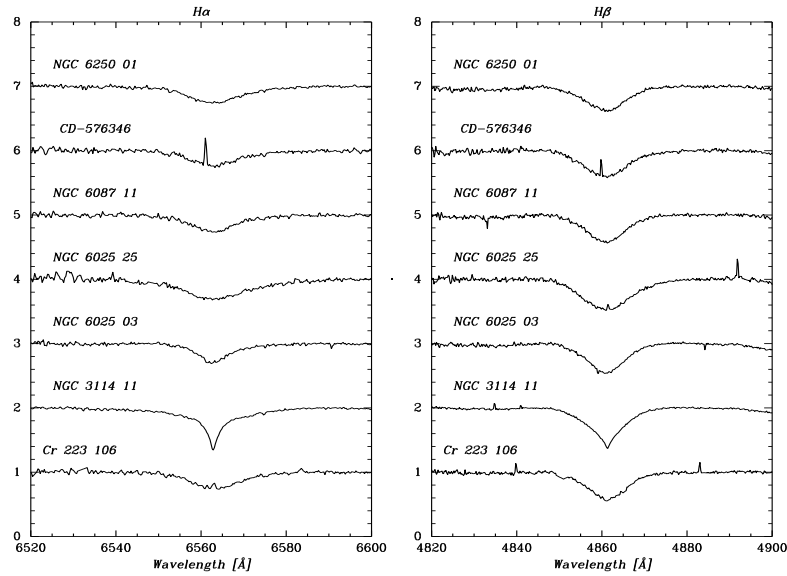 Hα
8
NGC 6250 01
7
CD-576346
6
NGC 6087 11
5
NGC 6025 25
4
NGC 6025 03
3
NGC 3114 11
2
Cr 223 106
1
0
6520 6540 6560 6580 6600
Wavelength [Å]
Hβ
8
NGC 6250 01
7
CD-576346
6
NGC 6087 11
5
NGC 6025 25
4
NGC 6025 03
3
NGC 3114 11
2
Cr 223 106
1
0
4820 4840 4860 4880 4900
Wavelength [Å]